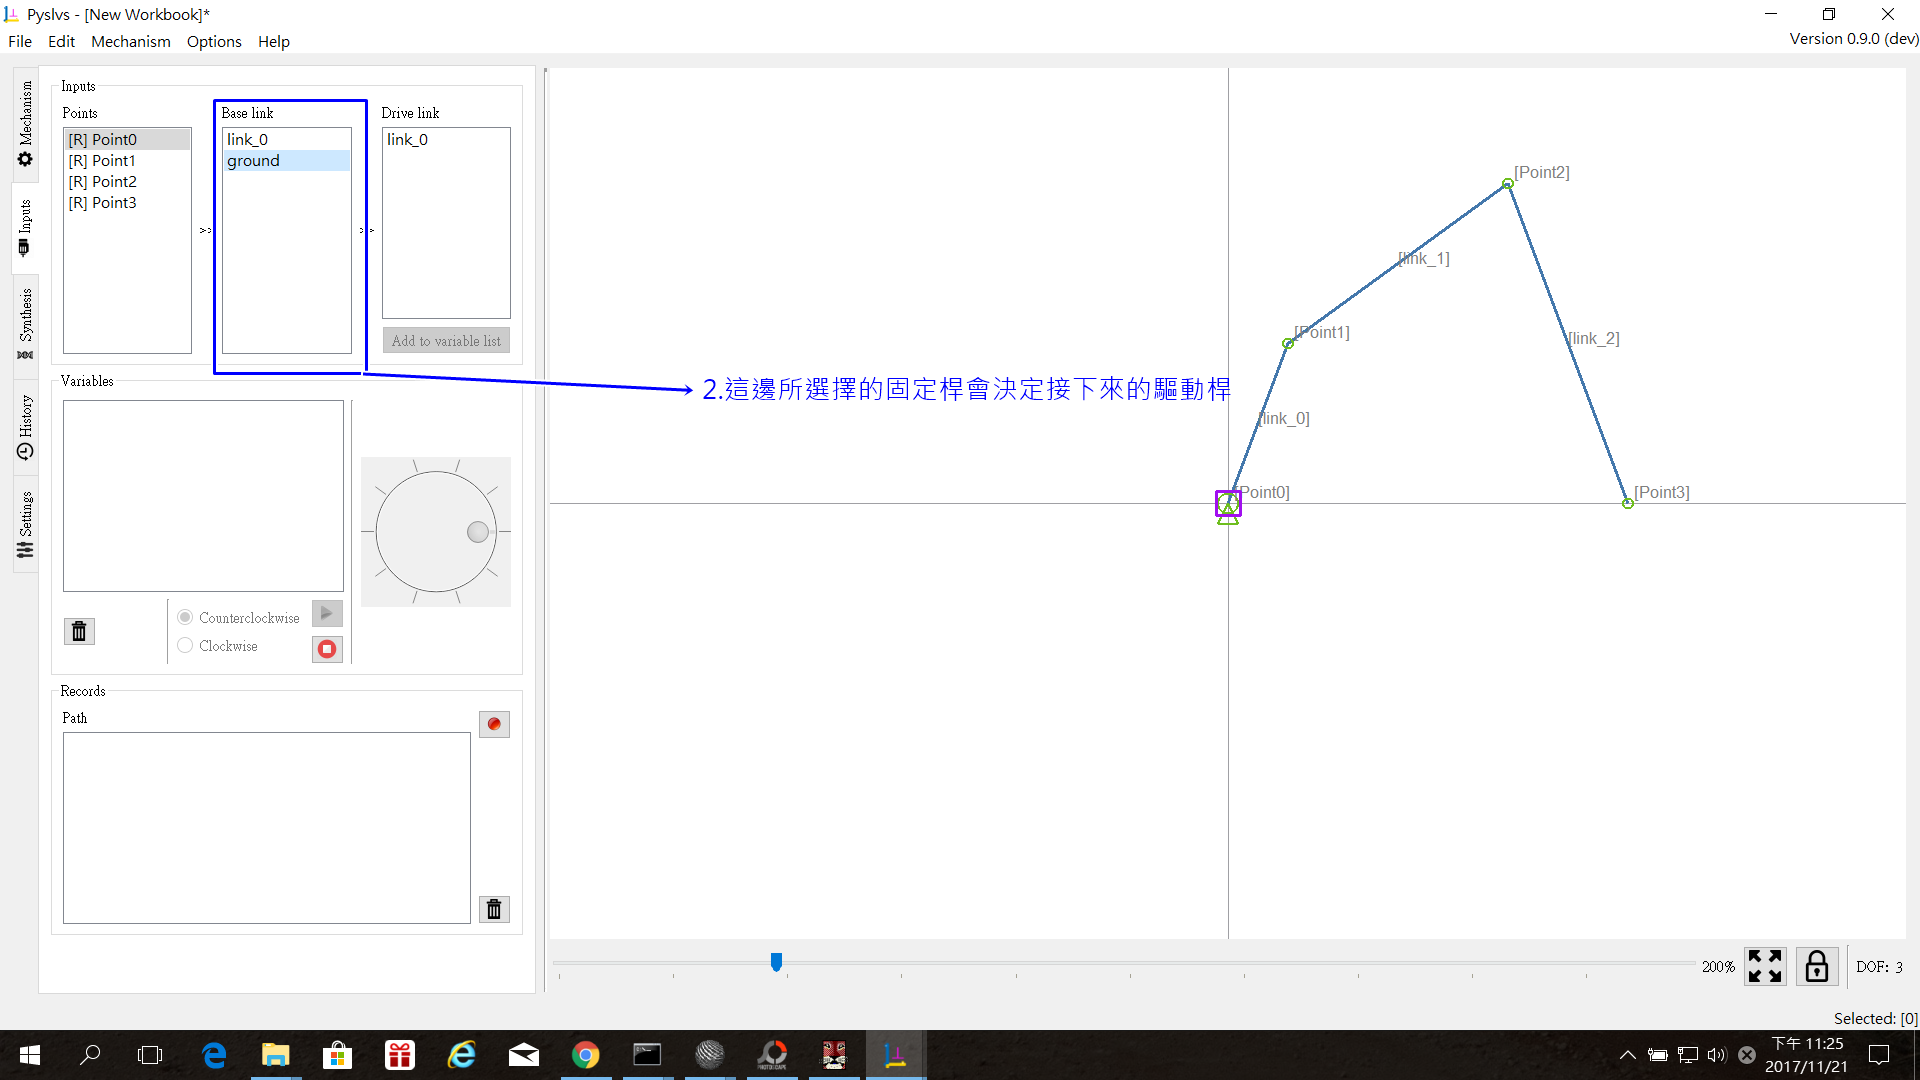 Pyslvs - [New Workbook]*
File Edit Mechanism Options Help
Version 0.9.0 (dev)
Mechanism
Inputs
Synthesis
History
Settings
Inputs
Points
Base link
Drive link
[R] Point0
[R] Point1
[R] Point2
[R] Point3
>>
link_0
ground
>>
link_0
Add to variable list
2.這邊所選擇的固定桿會決定接下來的驅動桿
Variables
Counterclockwise
Clockwise
Records
Path
[Point2]
[link_1]
[Point1]
[link_2]
[link_0]
[Point0]
[Point3]
200%
DOF: 3
Selected: [0]
PHOTOSCAPE
下午 11:25
2017/11/21